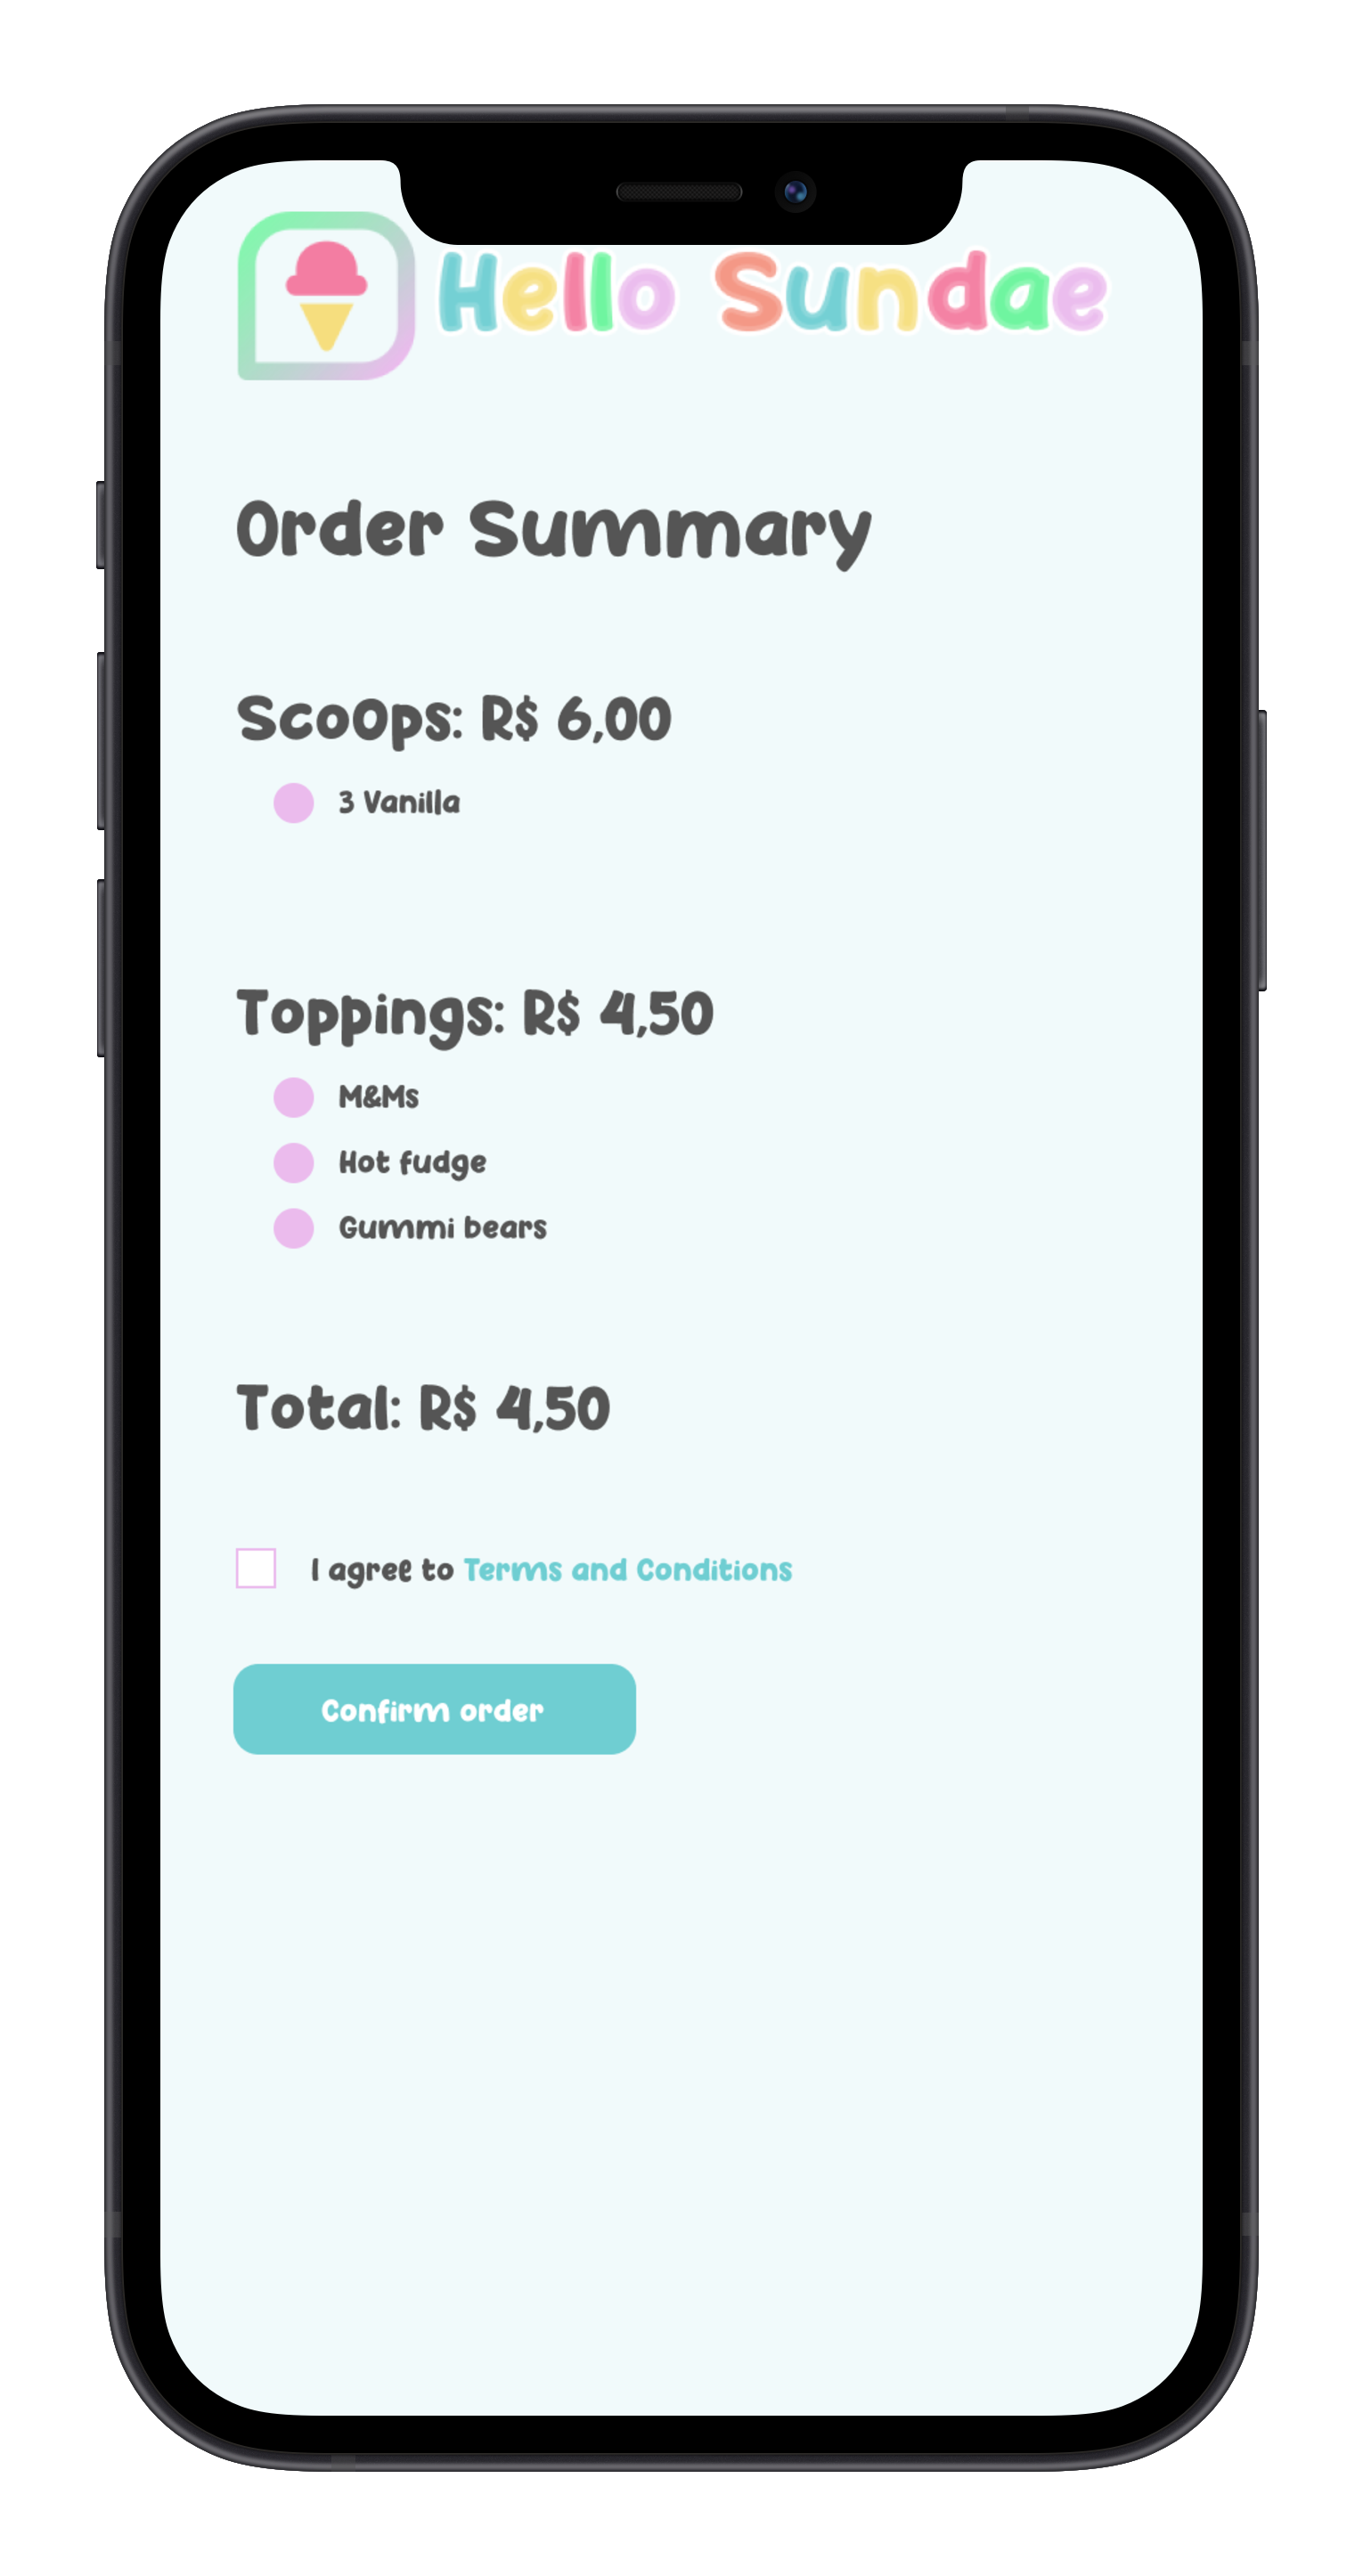 Hello Sundae
Order Summary
Scoops: R$ 6,00
3 Vanilla
Toppings: R$ 4,50
M&Ms
Hot fudge
Gummi bears
Total: R$ 4,50
I agree to Terms and Conditions
Confirm order